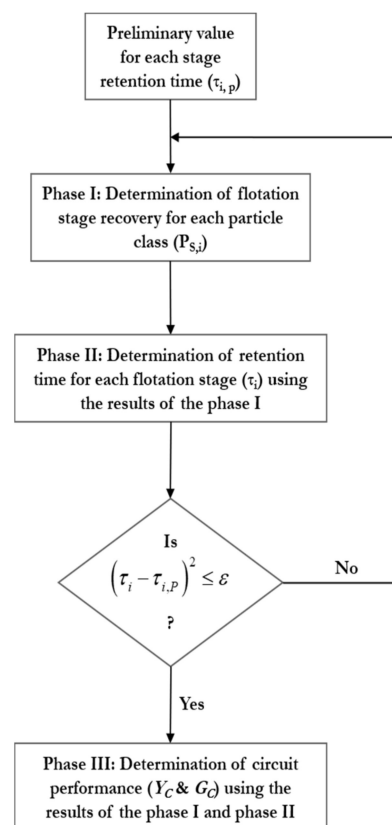 Preliminary value
for each stage
retention time (τi, p)
Phase I: Determination of flotation
stage recovery for each particle
class (PS,i)
Phase II: Determination of retention
time for each flotation stage (τi) using
the results of the phase I
Is
(τi − τi,P)² ≤ ε
?
No
Yes
Phase III: Determination of circuit
performance (YC & GC) using the
results of the phase I and phase II